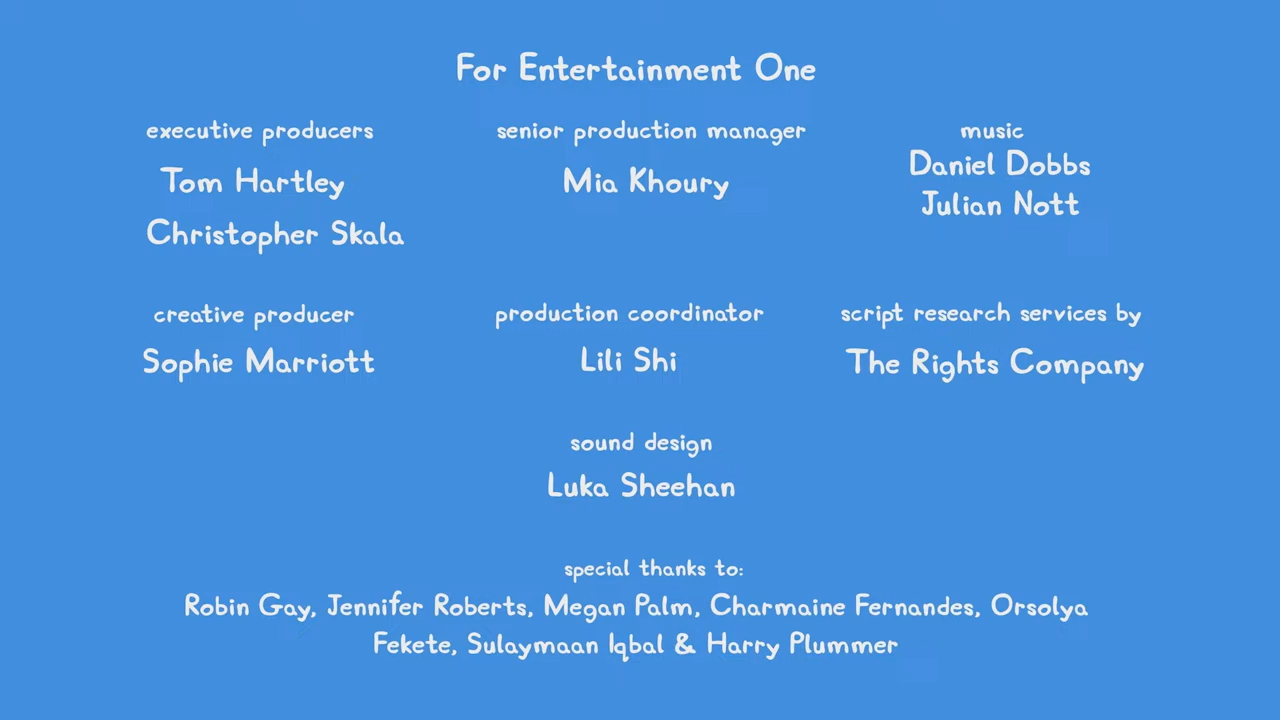 For Entertainment One
executive producers
Tom Hartley
Christopher Skala
senior production manager
Mia Khoury
music
Daniel Dobbs
Julian Nott
creative producer
Sophie Marriott
production coordinator
Lili Shi
script research services by
The Rights Company
sound design
Luka Sheehan
special thanks to:
Robin Gay, Jennifer Roberts, Megan Palm, Charmaine Fernandes, Orsolya
Fekete, Sulaymaan Iqbal & Harry Plummer